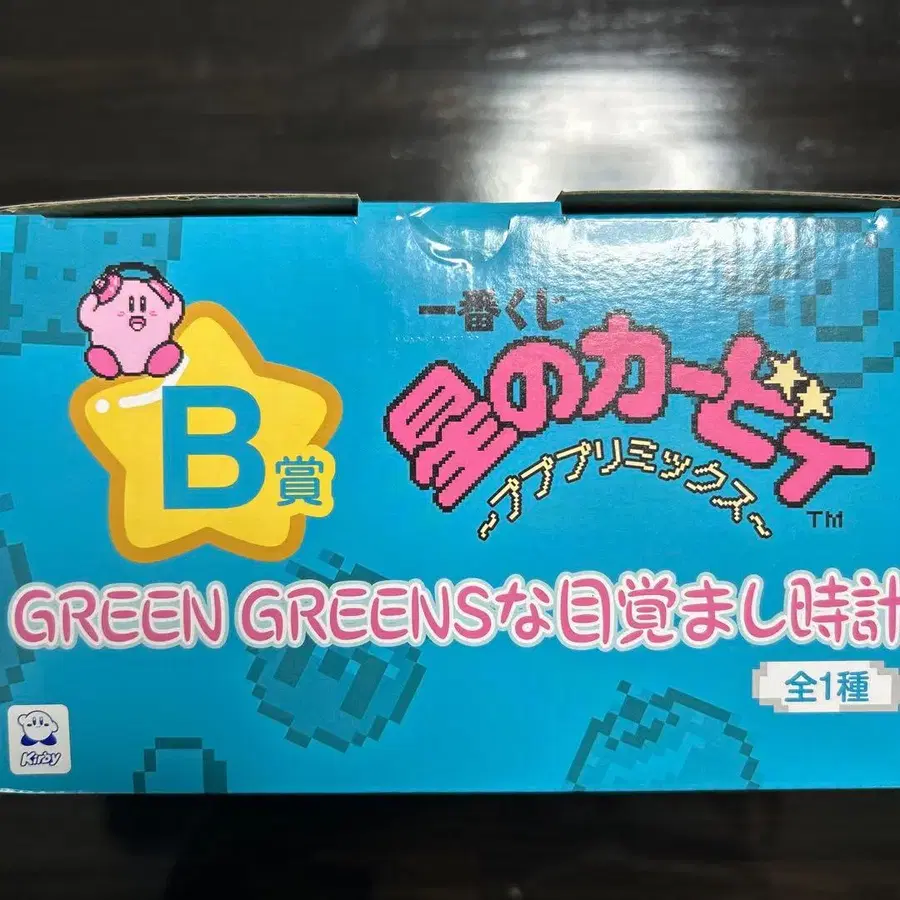 一番くじ
星のカービィ
～プププリミックス～
TM
B賞
GREEN GREENSな目覚まし時計
全1種
Kirby